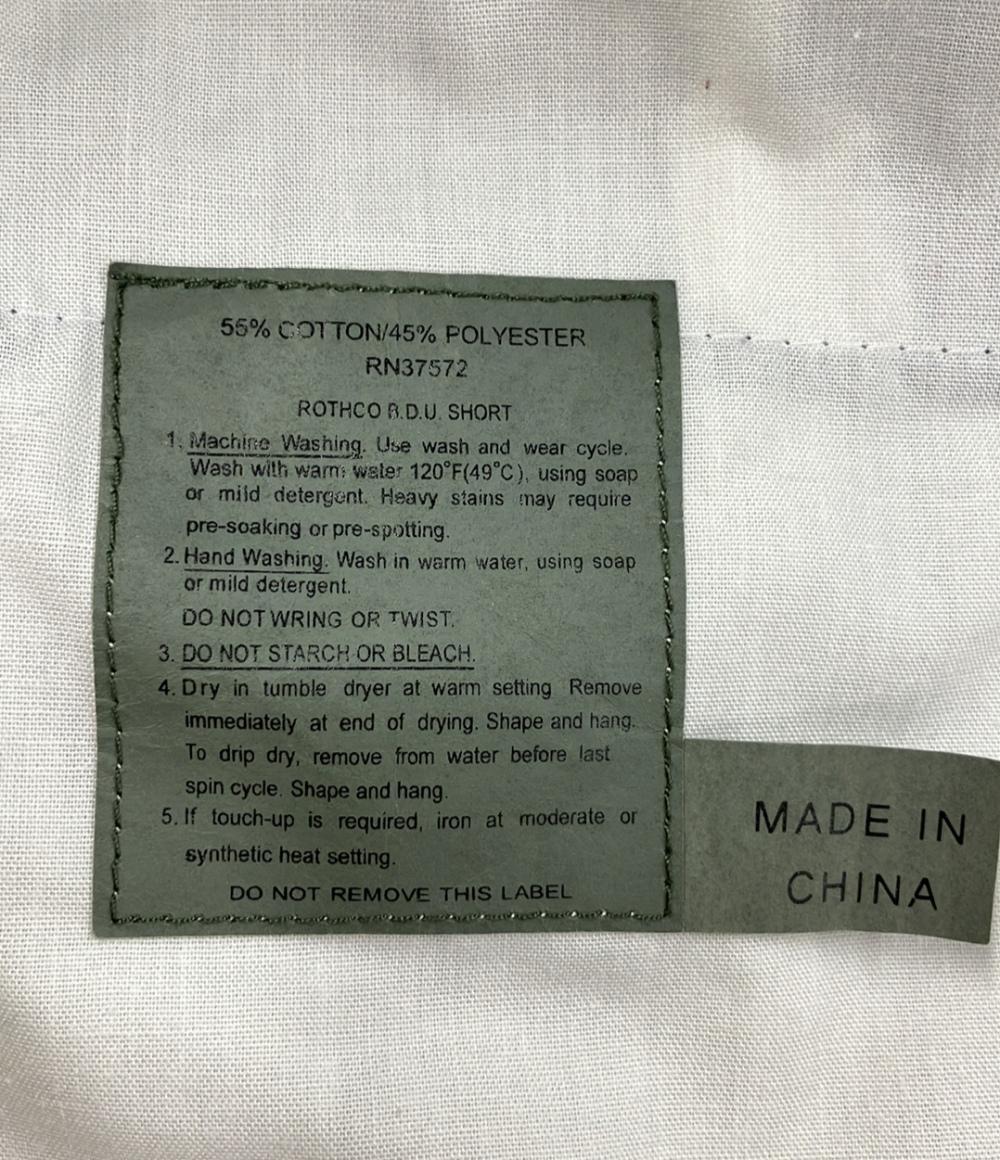 55% COTTON/45% POLYESTER
RN37572
ROTHCO B.D.U. SHORT
1. Machine Washing. Use wash and wear cycle.
Wash with warm water 120°F(49°C), using soap
or mild detergent. Heavy stains may require
pre-soaking or pre-spotting.
2. Hand Washing. Wash in warm water, using soap
or mild detergent.
DO NOT WRING OR TWIST.
3. DO NOT STARCH OR BLEACH.
4. Dry in tumble dryer at warm setting Remove
immediately at end of drying. Shape and hang.
To drip dry, remove from water before last
spin cycle. Shape and hang.
5. If touch-up is required, iron at moderate or
synthetic heat setting.
DO NOT REMOVE THIS LABEL
MADE IN
CHINA